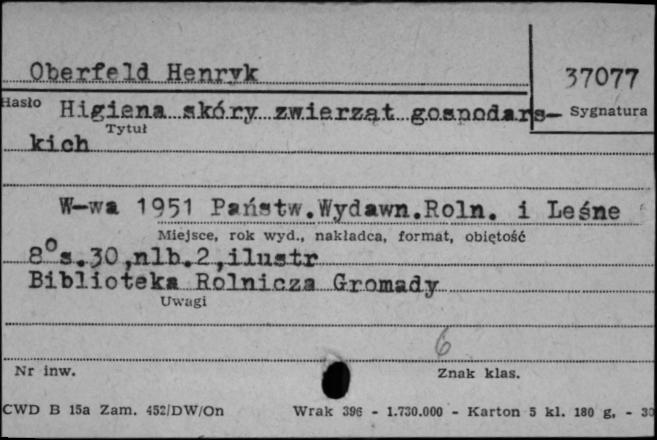 Oberfeld Henryk
37077
Hasło
Sygnatura
Higiena skóry zwierząt gospodars-
Tytuł
kich
W-wa 1951 Państw.Wydawn.Roln. i Leśne
Miejsce, rok wyd., nakładca, format, obiętość
8° s.30,nlb.2,ilustr
Biblioteka Rolnicza Gromady
Uwagi
6
Nr inw.
Znak klas.
CWD B 15a Zam. 452/DW/On Wrak 396 - 1.730.000 - Karton 5 kl. 180 g. - 30